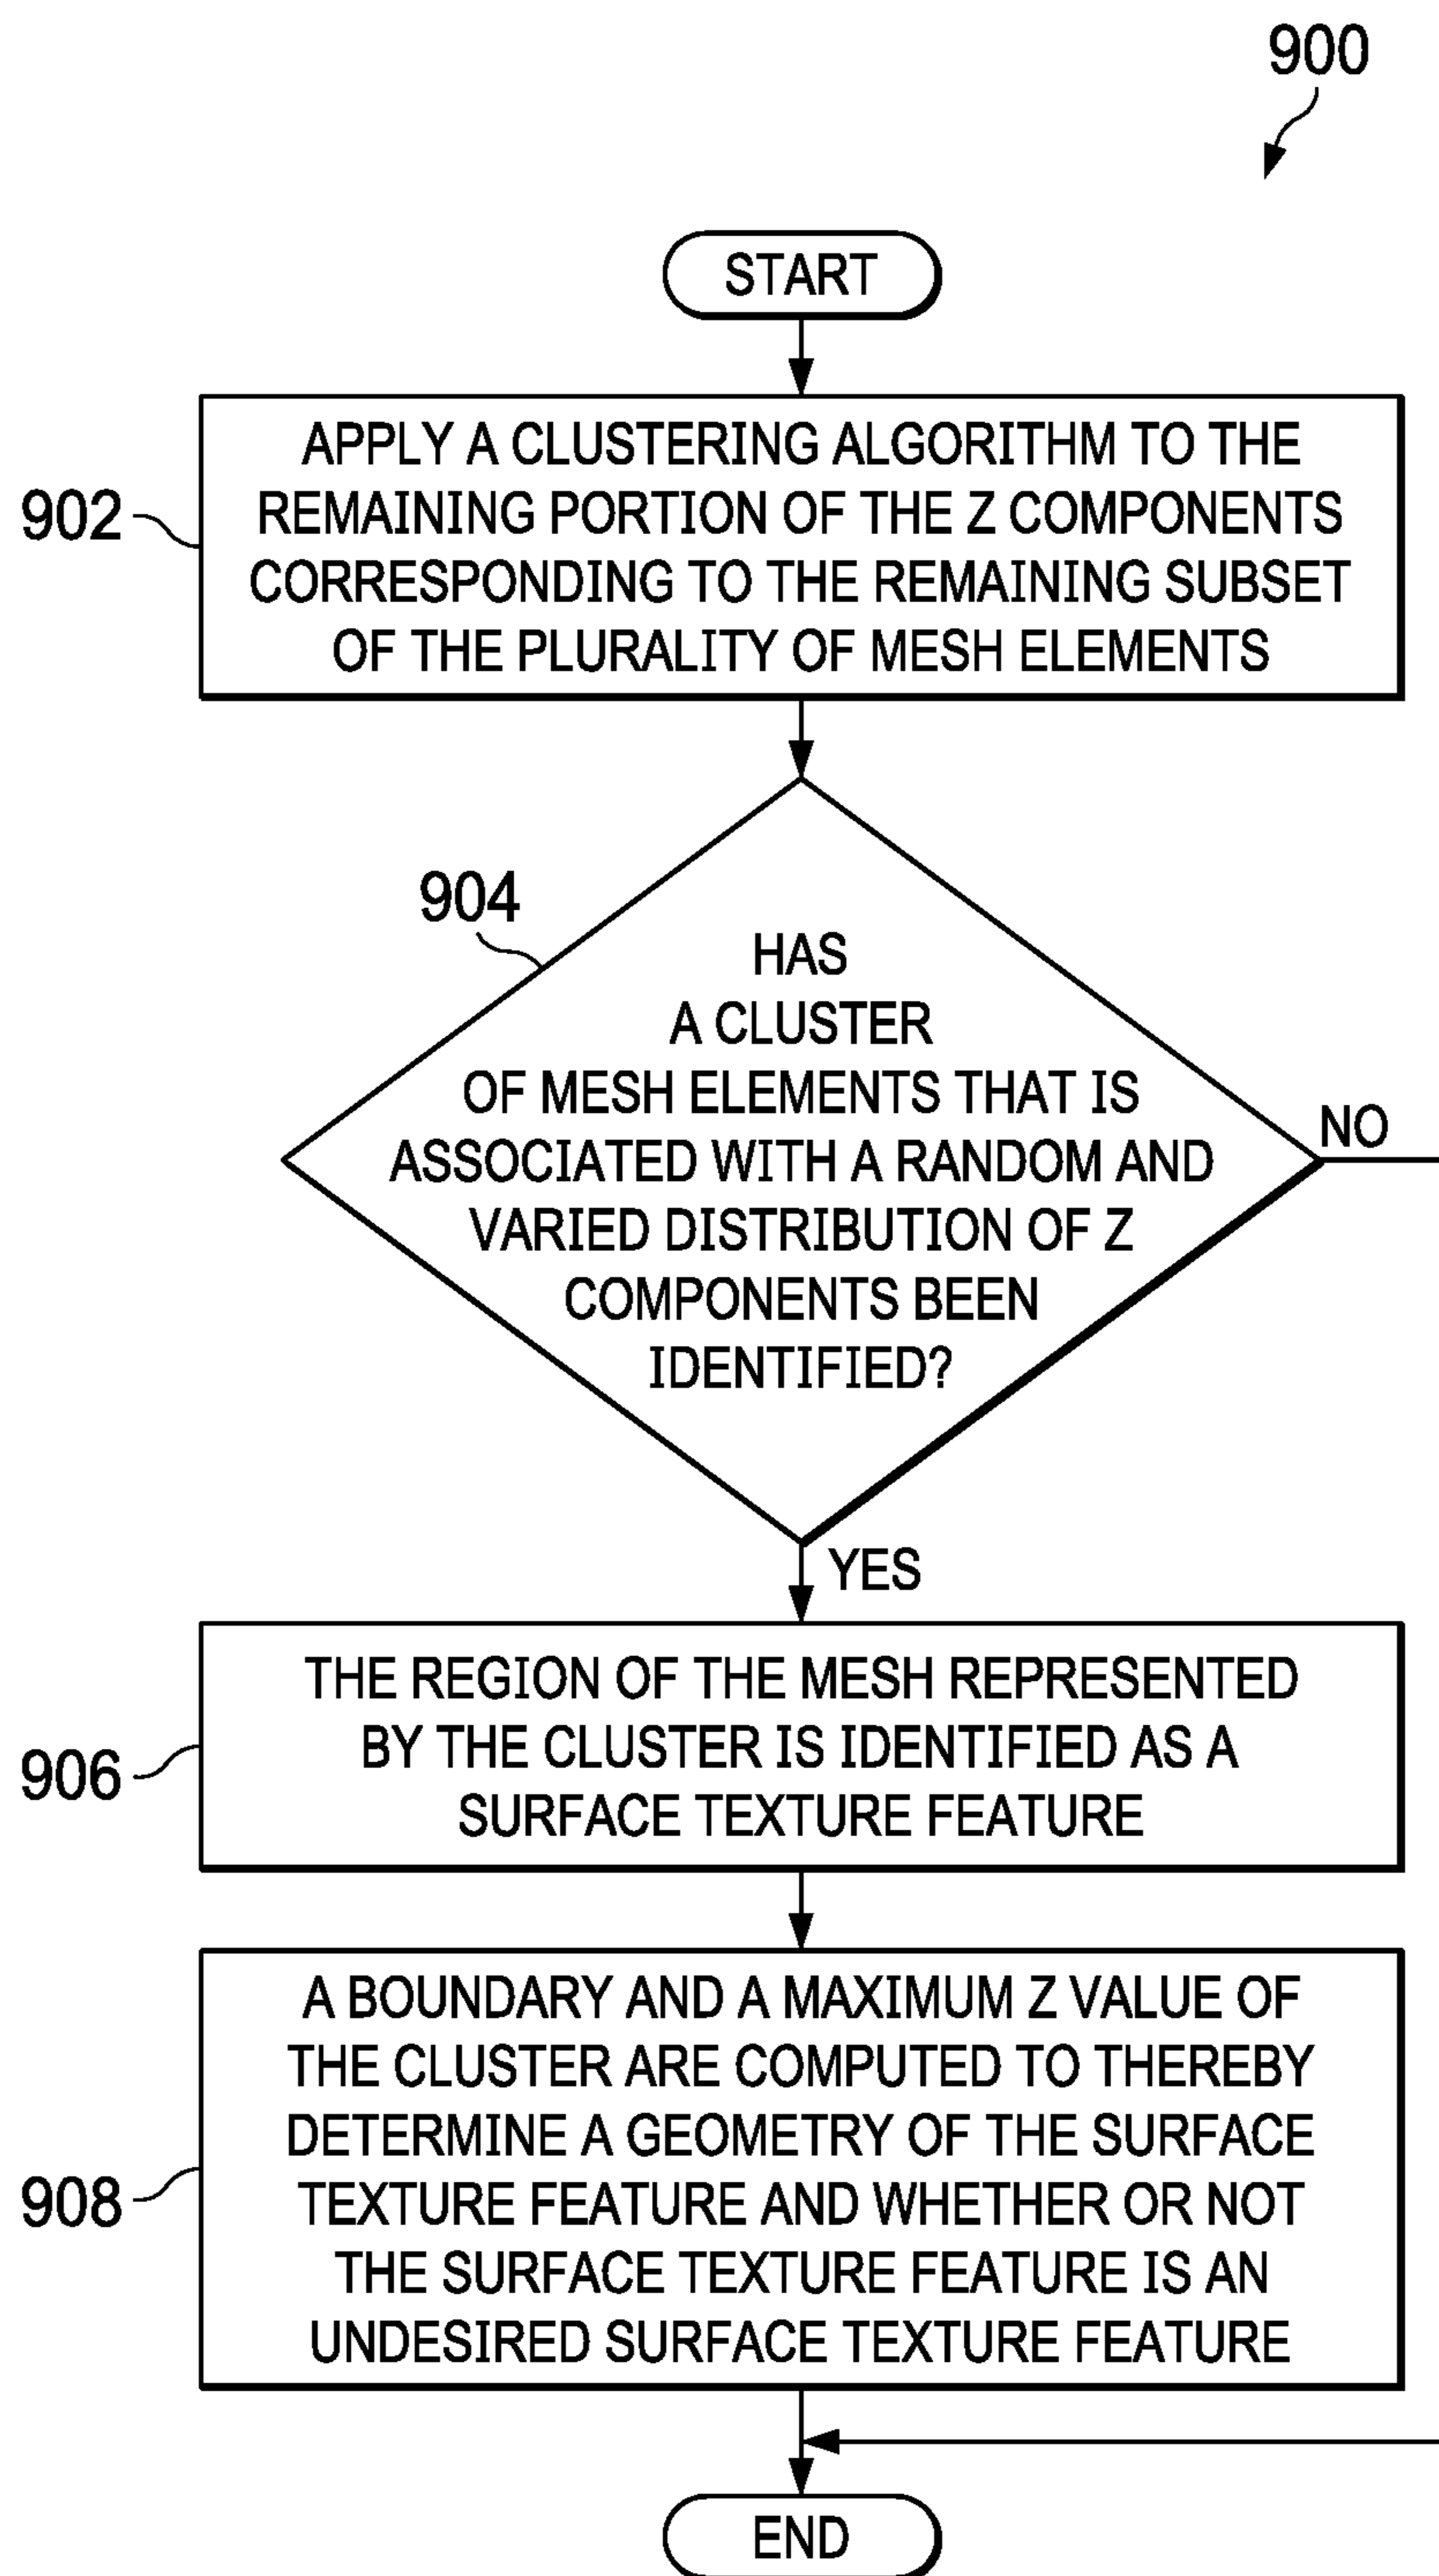 900
START
902
APPLY A CLUSTERING ALGORITHM TO THE
REMAINING PORTION OF THE Z COMPONENTS
CORRESPONDING TO THE REMAINING SUBSET
OF THE PLURALITY OF MESH ELEMENTS
904
HAS
A CLUSTER
OF MESH ELEMENTS THAT IS
ASSOCIATED WITH A RANDOM AND
VARIED DISTRIBUTION OF Z
COMPONENTS BEEN
IDENTIFIED?
NO
YES
906
THE REGION OF THE MESH REPRESENTED
BY THE CLUSTER IS IDENTIFIED AS A
SURFACE TEXTURE FEATURE
908
A BOUNDARY AND A MAXIMUM Z VALUE OF
THE CLUSTER ARE COMPUTED TO THEREBY
DETERMINE A GEOMETRY OF THE SURFACE
TEXTURE FEATURE AND WHETHER OR NOT
THE SURFACE TEXTURE FEATURE IS AN
UNDESIRED SURFACE TEXTURE FEATURE
END